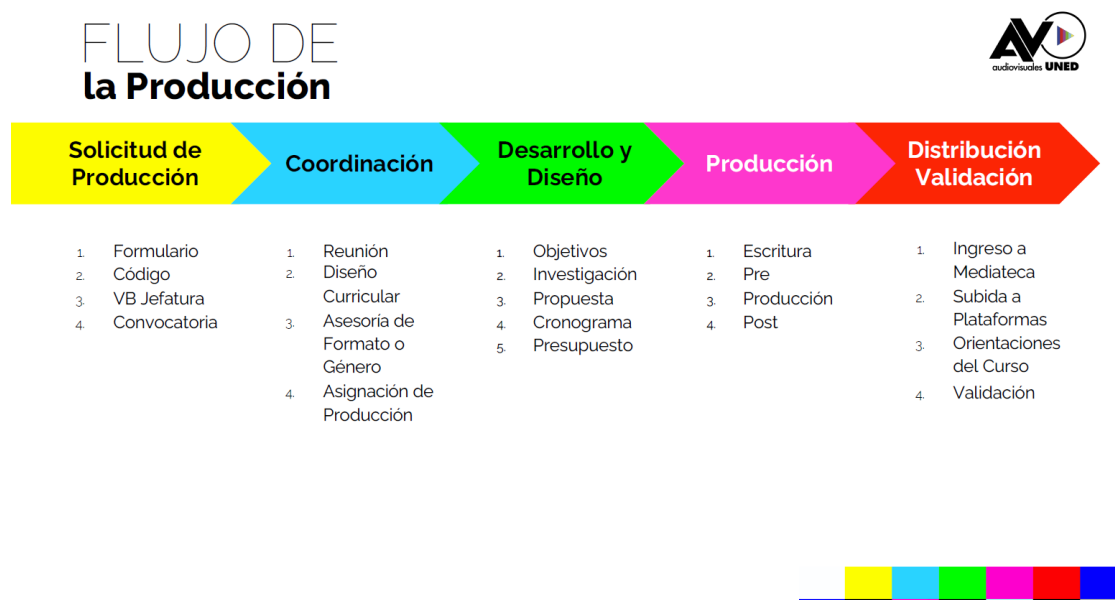 FLUJO DE
la Producción
AV
audiovisuales UNED
Solicitud de
Producción
Coordinación
Desarrollo y
Diseño
Producción
Distribución
Validación
1. Formulario
2. Código
3. VB Jefatura
4. Convocatoria
1. Reunión
2. Diseño
Curricular
3. Asesoría de
Formato o
Género
4. Asignación de
Producción
1. Objetivos
2. Investigación
3. Propuesta
4. Cronograma
5. Presupuesto
1. Escritura
2. Pre
3. Producción
4. Post
1. Ingreso a
Mediateca
2. Subida a
Plataformas
3. Orientaciones
del Curso
4. Validación